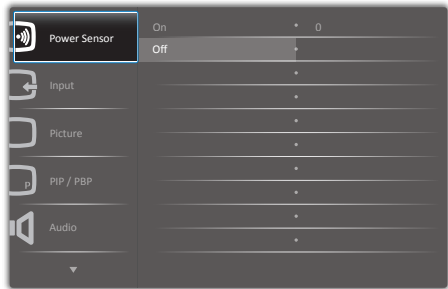 Power Sensor
On 0
Off
Input
Picture
P
PIP / PBP
Audio